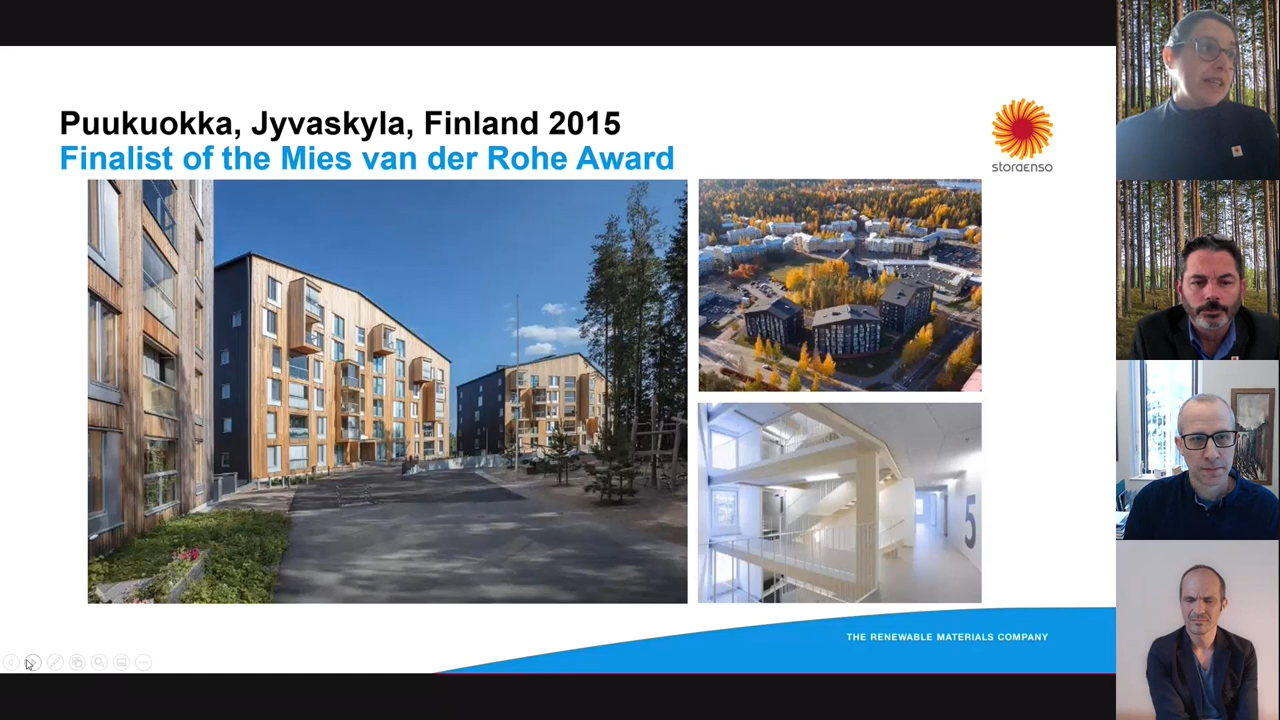 Puukuokka, Jyvaskyla, Finland 2015
Finalist of the Mies van der Rohe Award
storaenso
5
THE RENEWABLE MATERIALS COMPANY